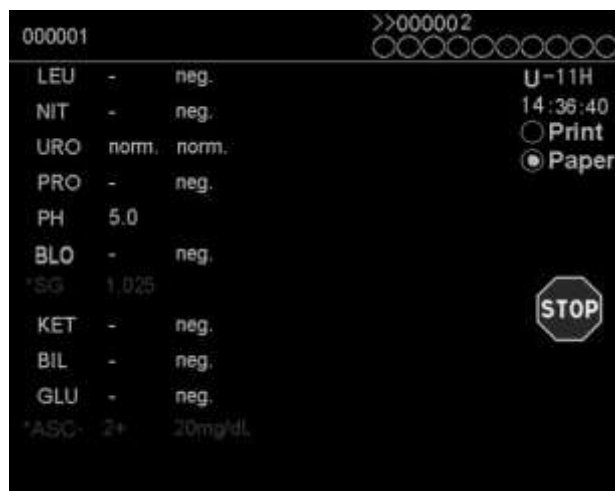 000001
>>000002
LEU - neg.
NIT - neg.
URO norm. norm.
PRO - neg.
PH 5.0
BLO - neg.
*SG 1.025
KET - neg.
BIL - neg.
GLU - neg.
*ASC- 2+ 20mg/dL
U-11H
14:36:40
Print
Paper
STOP